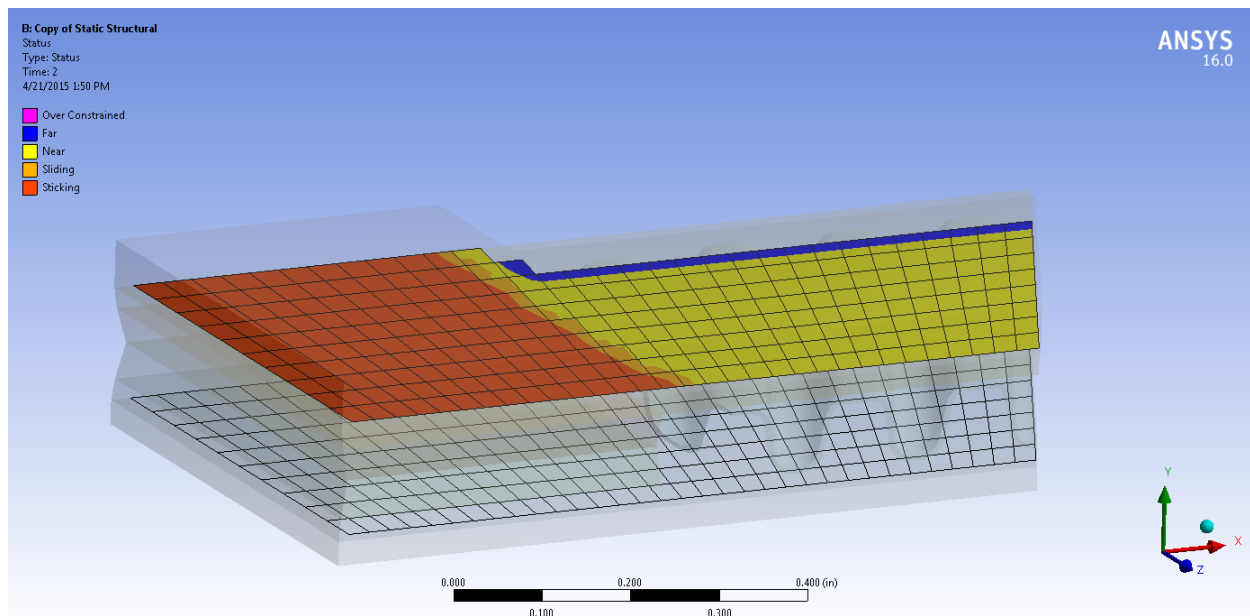 B: Copy of Static Structural
Status
Type: Status
Time: 2
4/21/2015 1:50 PM
Over Constrained
Far
Near
Sliding
Sticking
ANSYS
16.0
Y
X
Z
0.000
0.200
0.400 (in)
0.100
0.300